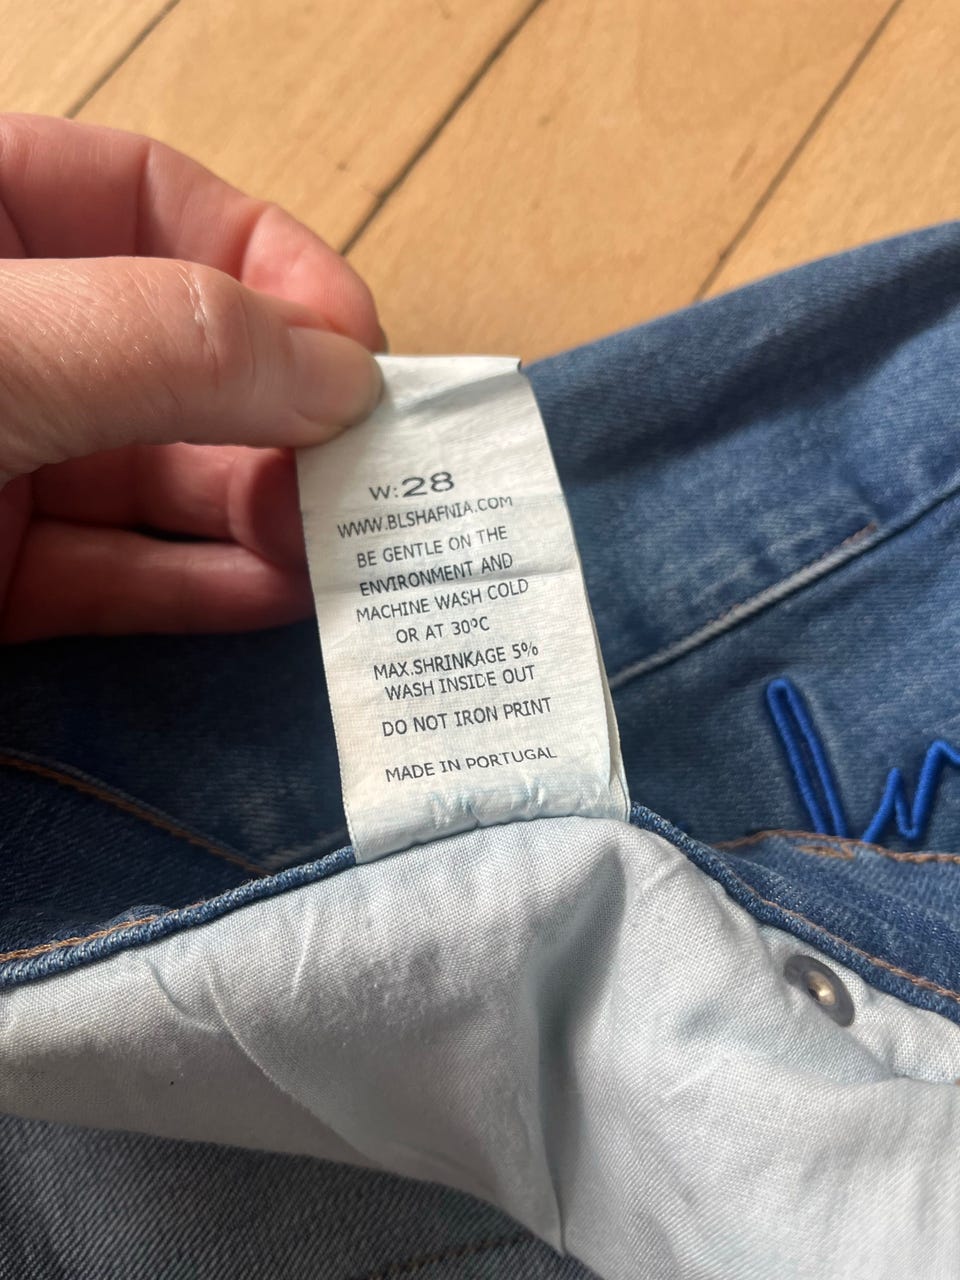 W:28
WWW.BLSHAFNIA.COM
BE GENTLE ON THE
ENVIRONMENT AND
MACHINE WASH COLD
OR AT 30ºC
MAX.SHRINKAGE 5%
WASH INSIDE OUT
DO NOT IRON PRINT
MADE IN PORTUGAL